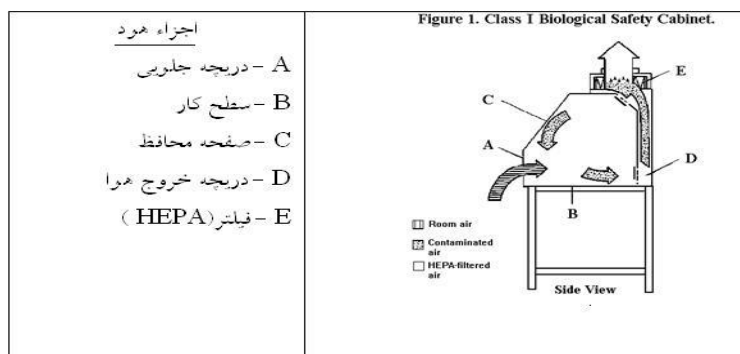 اجزاء هود
A – دریچه جلویی
B – سطح کار
C – صفحه محافظ
D – دریچه خروج هوا
E – فیلتر (HEPA)
Figure 1. Class I Biological Safety Cabinet.
E
C
A
D
B
Room air
Contaminated
air
HEPA-filtered
air
Side View